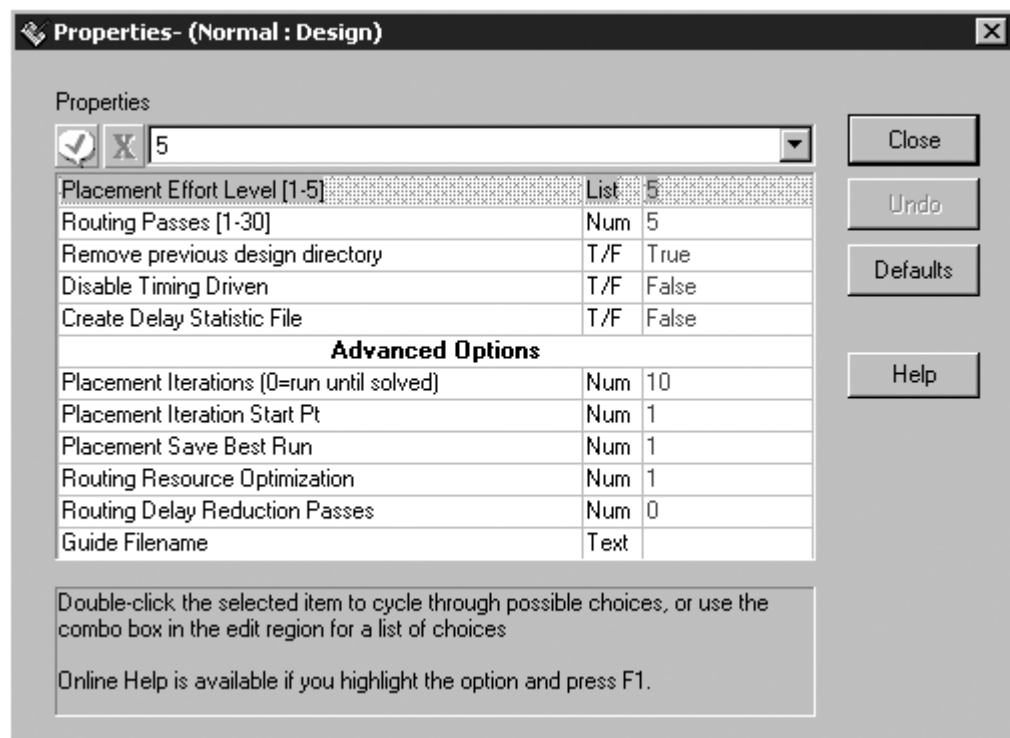 Properties- (Normal : Design)
Properties
5
Close
Placement Effort Level [1-5] List 5
Undo
Routing Passes [1-30] Num 5
Remove previous design directory T/F True
Defaults
Disable Timing Driven T/F False
Create Delay Statistic File T/F False
Advanced Options
Placement Iterations (0=run until solved) Num 10
Help
Placement Iteration Start Pt Num 1
Placement Save Best Run Num 1
Routing Resource Optimization Num 1
Routing Delay Reduction Passes Num 0
Guide Filename Text
Double-click the selected item to cycle through possible choices, or use the
combo box in the edit region for a list of choices
Online Help is available if you highlight the option and press F1.